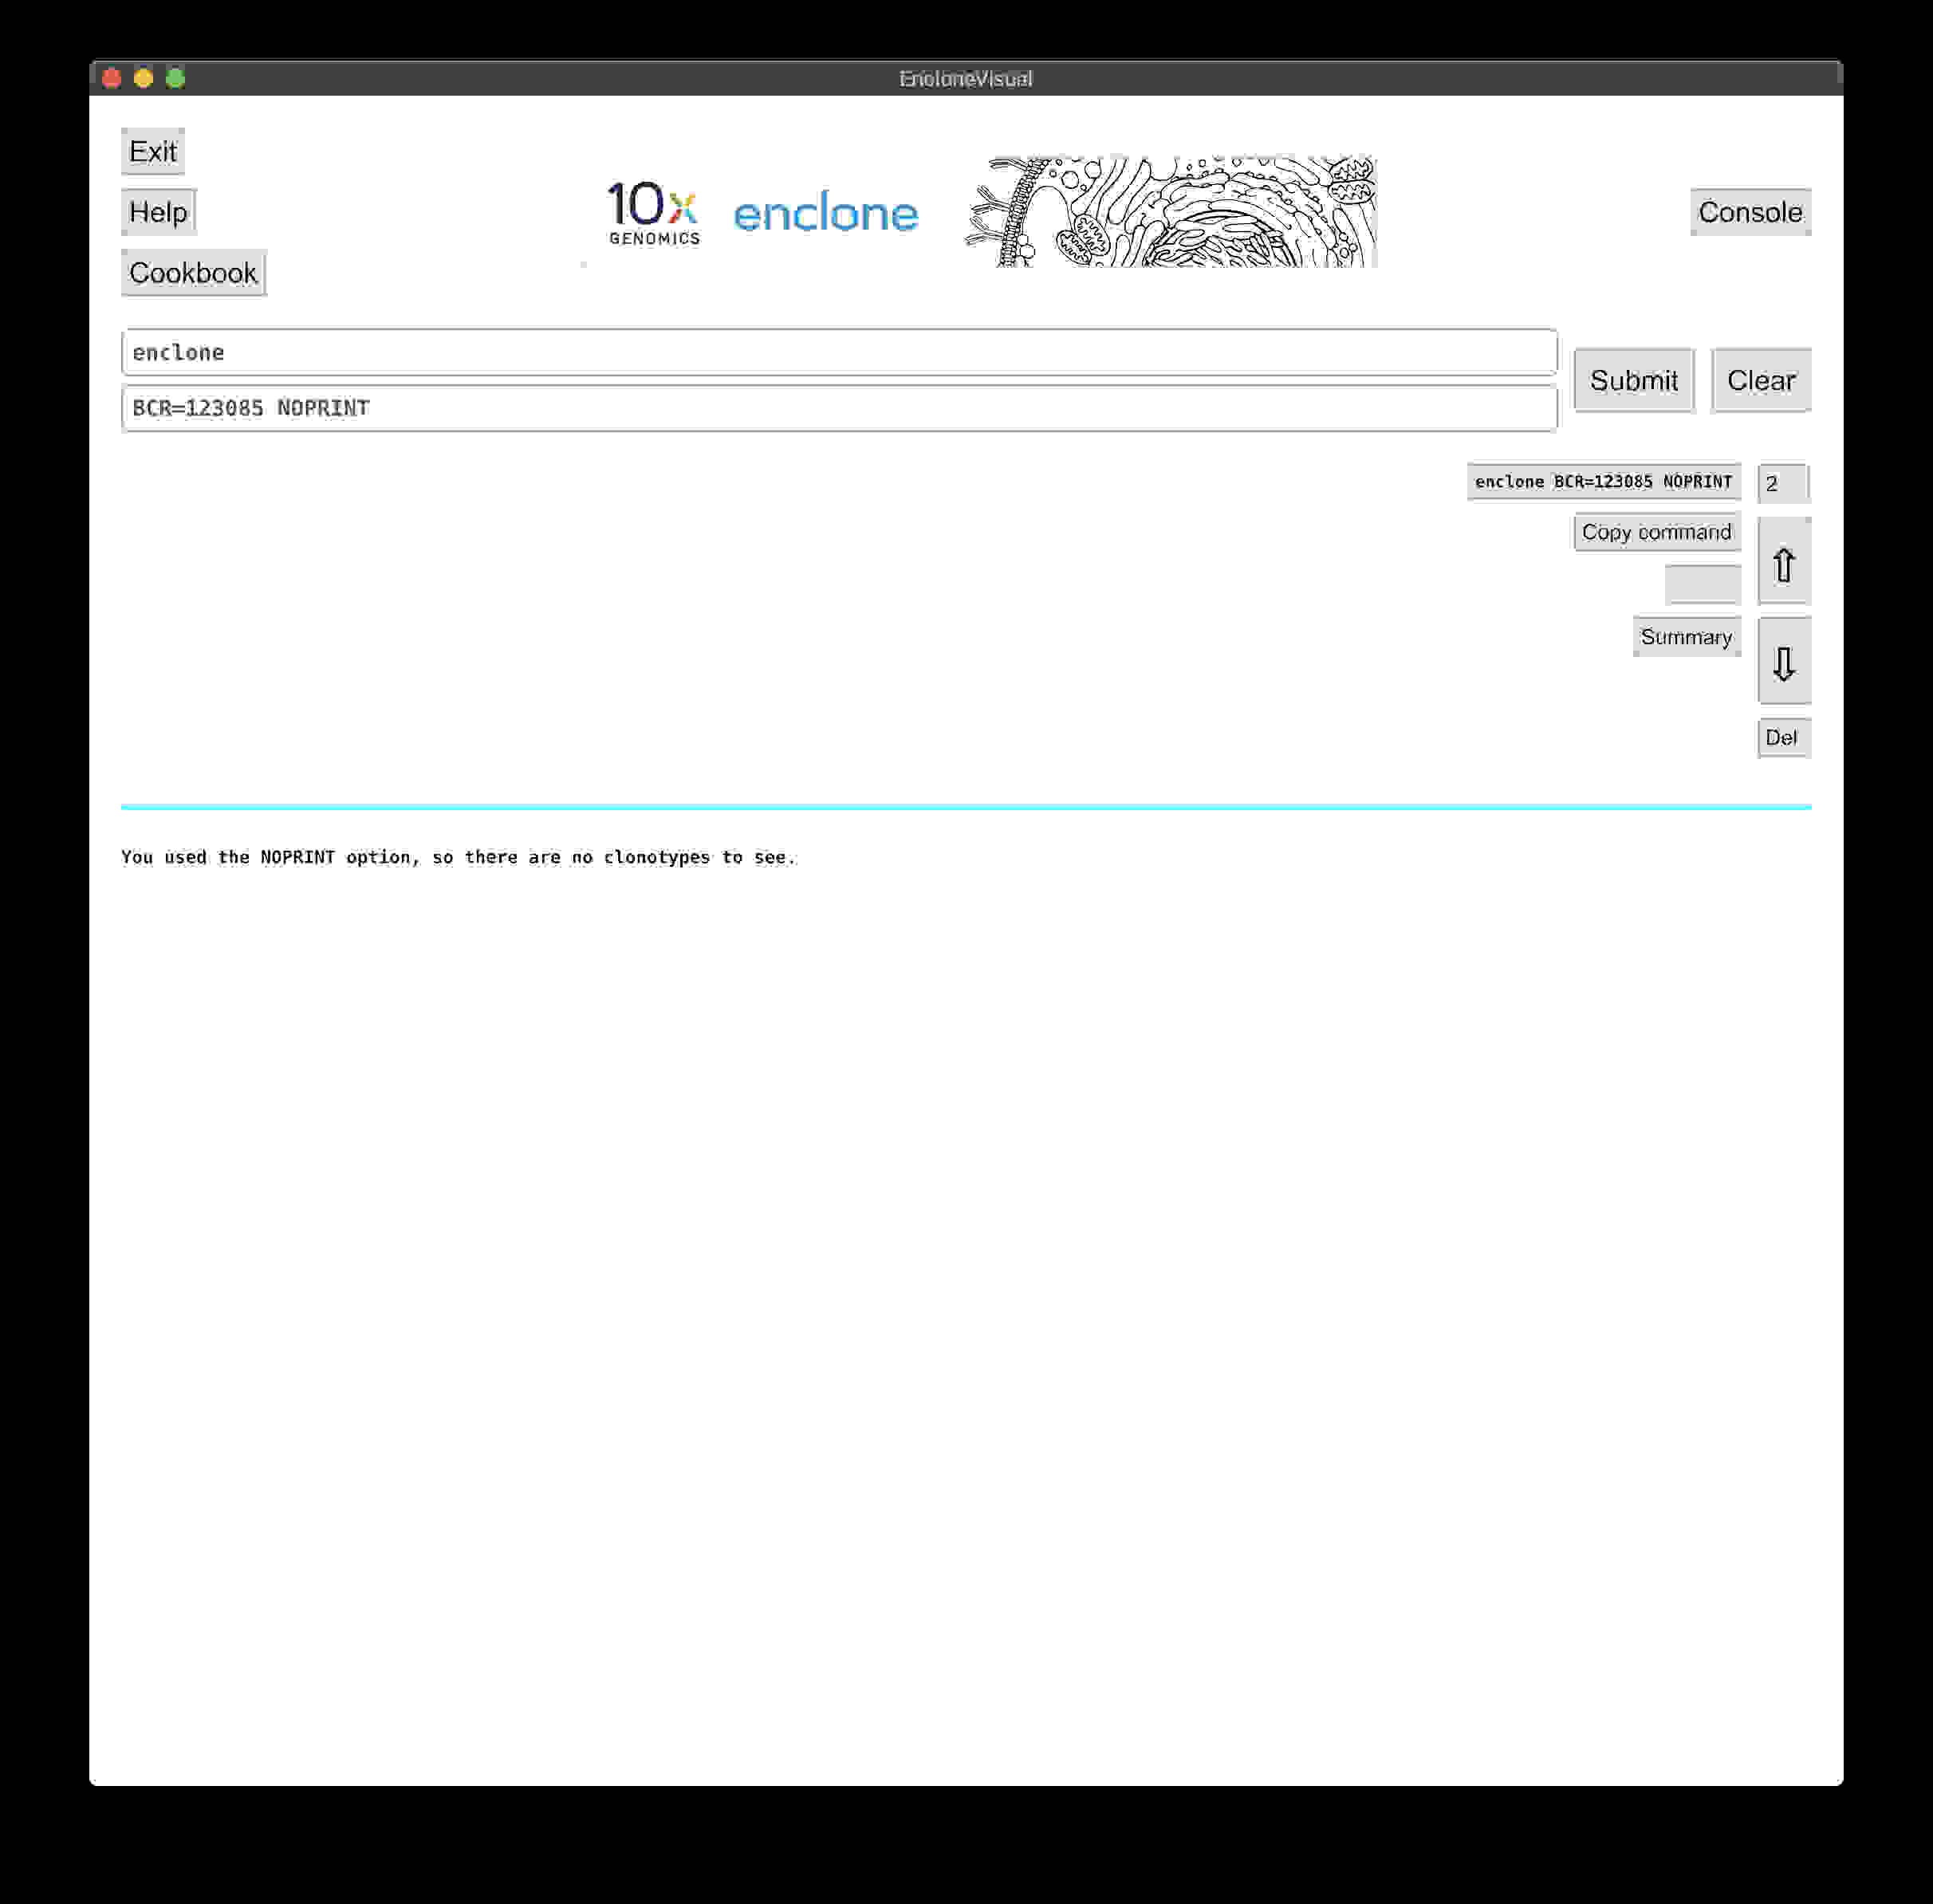 EncloneVisual
Exit
Help
Cookbook
10x
GENOMICS
enclone
Console
enclone
BCR=123085 NOPRINT
Submit
Clear
enclone BCR=123085 NOPRINT
2
Copy command
⇧
Summary
⇩
Del
You used the NOPRINT option, so there are no clonotypes to see.